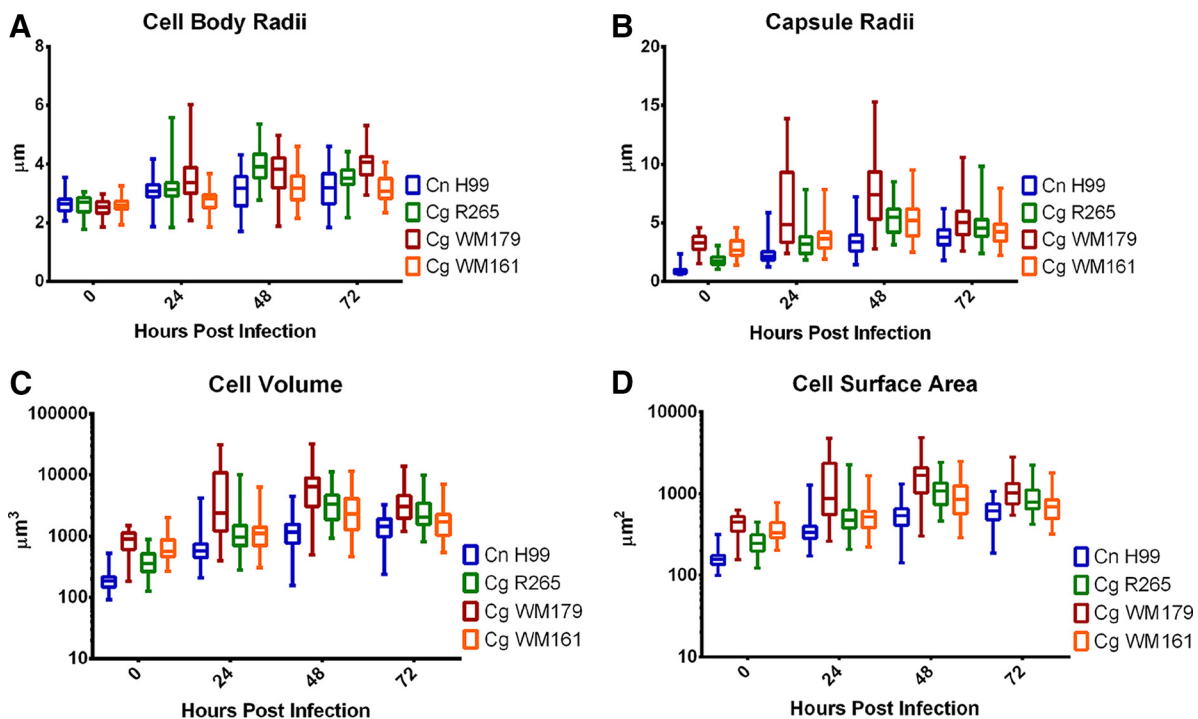 A
Cell Body Radii
8
6
4
2
0
μm
0
24
48
72
Hours Post Infection
Cn H99
Cg R265
Cg WM179
Cg WM161
B
Capsule Radii
20
15
10
5
0
μm
0
24
48
72
Hours Post Infection
Cn H99
Cg R265
Cg WM179
Cg WM161
C
Cell Volume
100000
10000
1000
100
10
μm³
0
24
48
72
Hours Post Infection
Cn H99
Cg R265
Cg WM179
Cg WM161
D
Cell Surface Area
10000
1000
100
10
μm²
0
24
48
72
Hours Post Infection
Cn H99
Cg R265
Cg WM179
Cg WM161